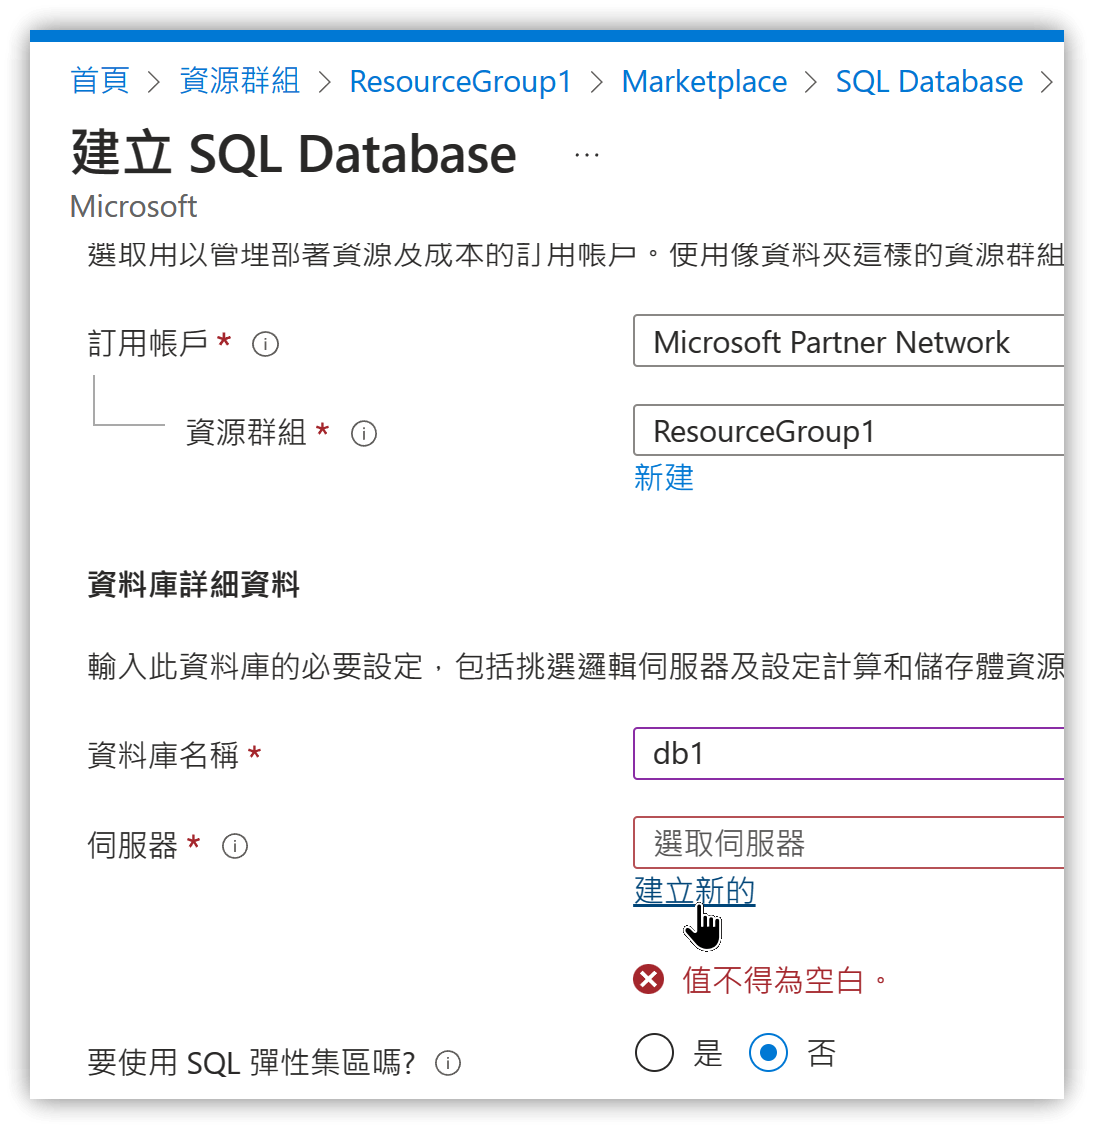 首頁 > 資源群組 > ResourceGroup1 > Marketplace > SQL Database >
建立 SQL Database ...
Microsoft
選取用以管理部署資源及成本的訂用帳戶。使用像資料夾這樣的資源群組
訂用帳戶 *
Microsoft Partner Network
資源群組 *
ResourceGroup1
新建
資料庫詳細資料
輸入此資料庫的必要設定，包括挑選邏輯伺服器及設定計算和儲存體資源
資料庫名稱 *
db1
伺服器 *
選取伺服器
建立新的
值不得為空白。
要使用 SQL 彈性集區嗎?
是 否